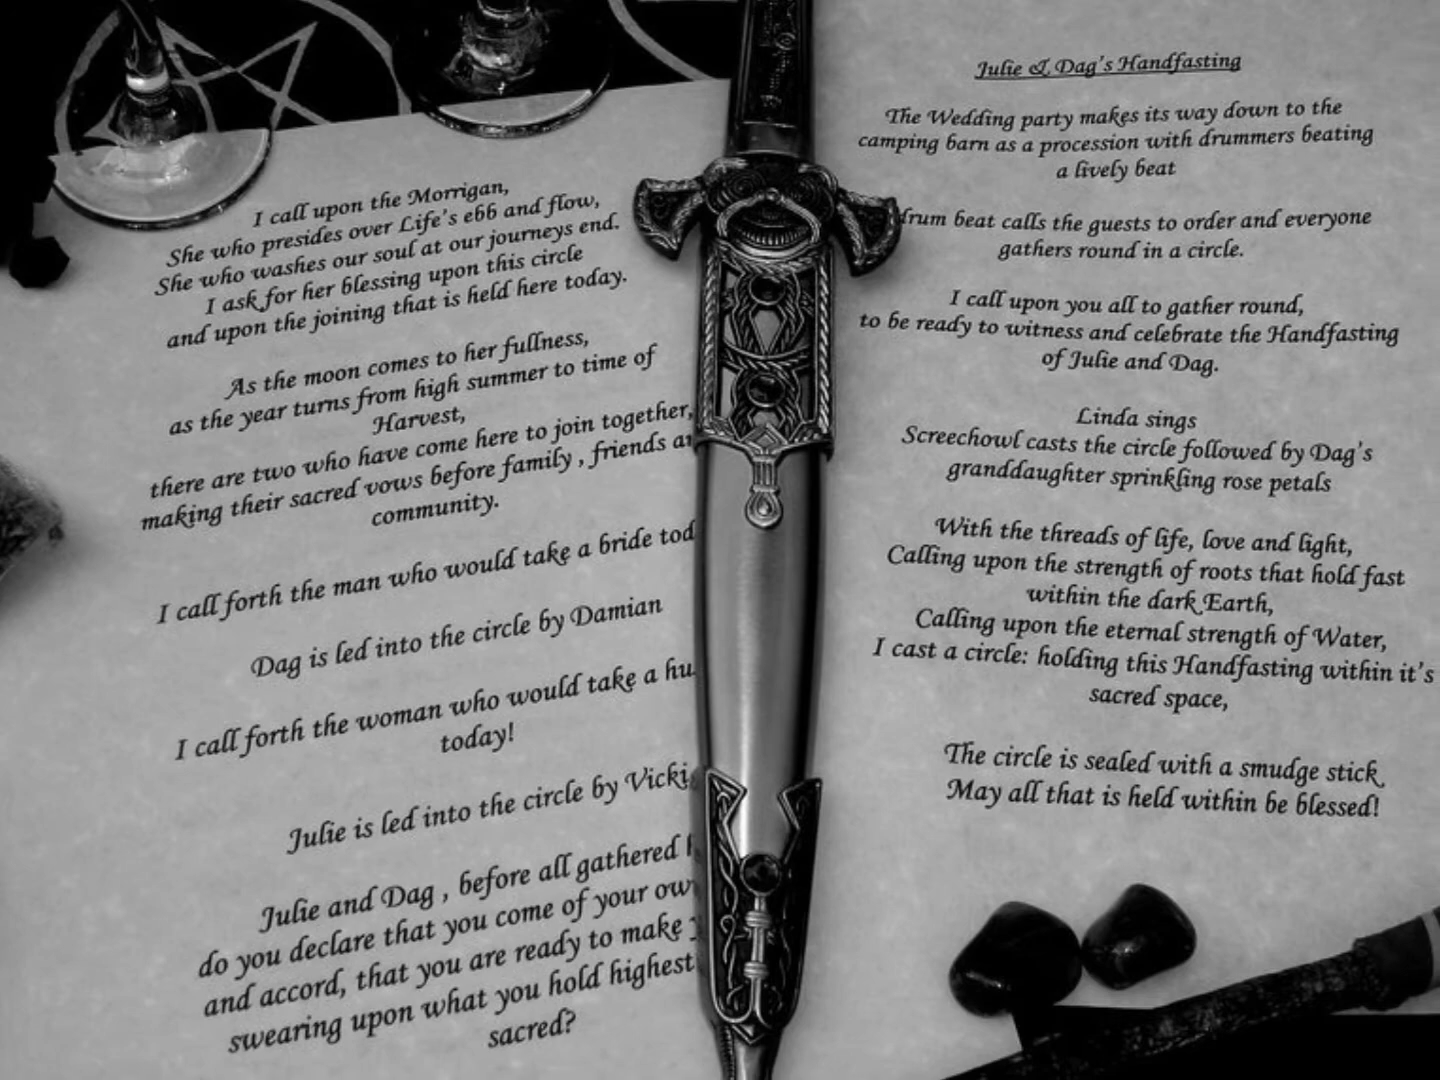 I call upon the Morrigan,
She who presides over Life's ebb and flow,
She who washes our soul at our journeys end.
I ask for her blessing upon this circle
and upon the joining that is held here today.
As the moon comes to her fullness,
as the year turns from high summer to time of
Harvest,
there are two who have come here to join together,
making their sacred vows before family , friends
community.
I call forth the man who would take a bride
Dag is led into the circle by Damian
I call forth the woman who would take a
today!
Julie is led into the circle by Vicki
Julie and Dag , before all gathered
do you declare that you come of your
and accord, that you are ready to make
swearing upon what you hold highest
sacred?
Julie & Dag's Handfasting
The Wedding party makes its way down to the
camping barn as a procession with drummers beating
a lively beat
drum beat calls the guests to order and everyone
gathers round in a circle.
I call upon you all to gather round,
to be ready to witness and celebrate the Handfasting
of Julie and Dag.
Linda sings
Screechowl casts the circle followed by Dag's
granddaughter sprinkling rose petals
With the threads of life, love and light,
Calling upon the strength of roots that hold fast
within the dark Earth,
Calling upon the eternal strength of Water,
I cast a circle: holding this Handfasting within it's
sacred space,
The circle is sealed with a smudge stick
May all that is held within be blessed!